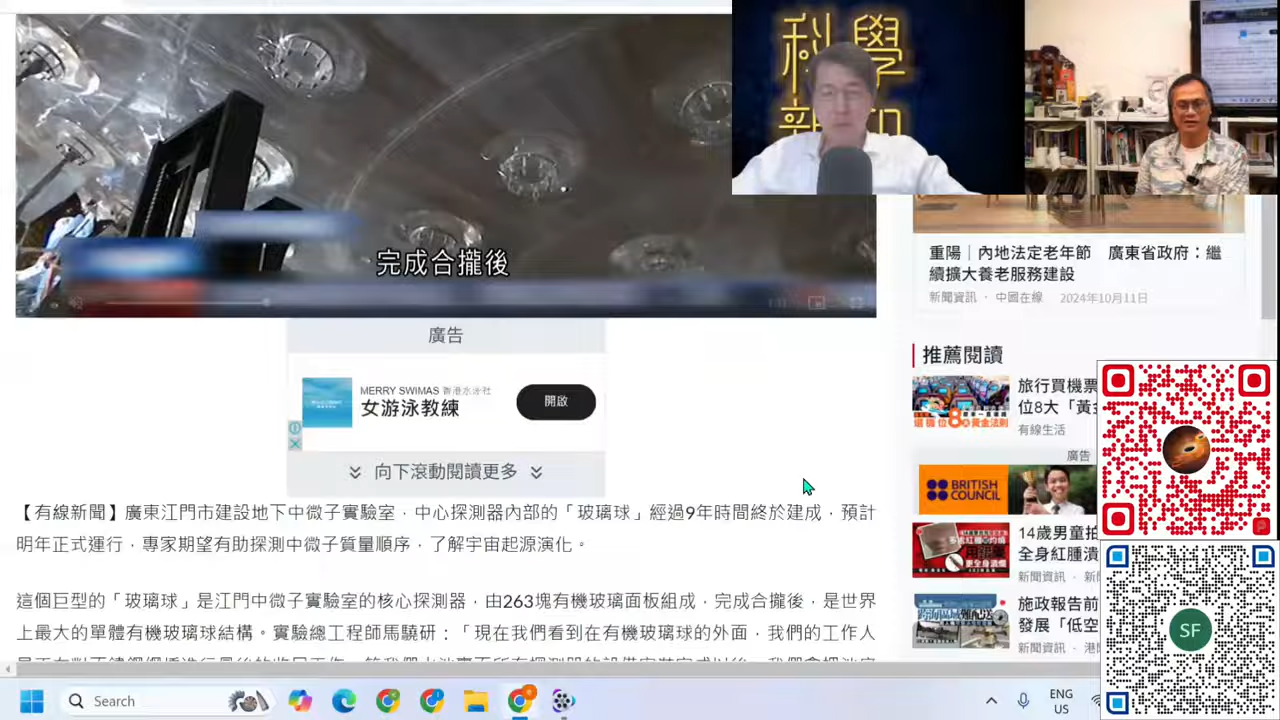 科學
新知
完成合攏後
廣告
MERRY SWIMAS 香港水泳社
女游泳教練
開啟
向下滾動閱讀更多
【有線新聞】廣東江門市建設地下中微子實驗室，中心探測器內部的「玻璃球」經過9年時間終於建成，預計
明年正式運行，專家期望有助探測中微子質量順序，了解宇宙起源演化。
這個巨型的「玻璃球」是江門中微子實驗室的核心探測器，由263塊有機玻璃面板組成，完成合攏後，是世界
上最大的單體有機玻璃球結構。實驗總工程師馬驍妍：「現在我們看到在有機玻璃球的外面，我們的工作人
重陽｜內地法定老年節　廣東省政府：繼
續擴大養老服務建設
新聞資訊 · 中國在線 2024年10月11日
推薦閱讀
旅行買機票
位8大「黃金
有線生活
廣告
BRITISH
COUNCIL
14歲男童拍
全身紅腫潰
新聞資訊 · 新
施政報告前
發展「低空
新聞資訊 · 港
SF
Search
ENG
US